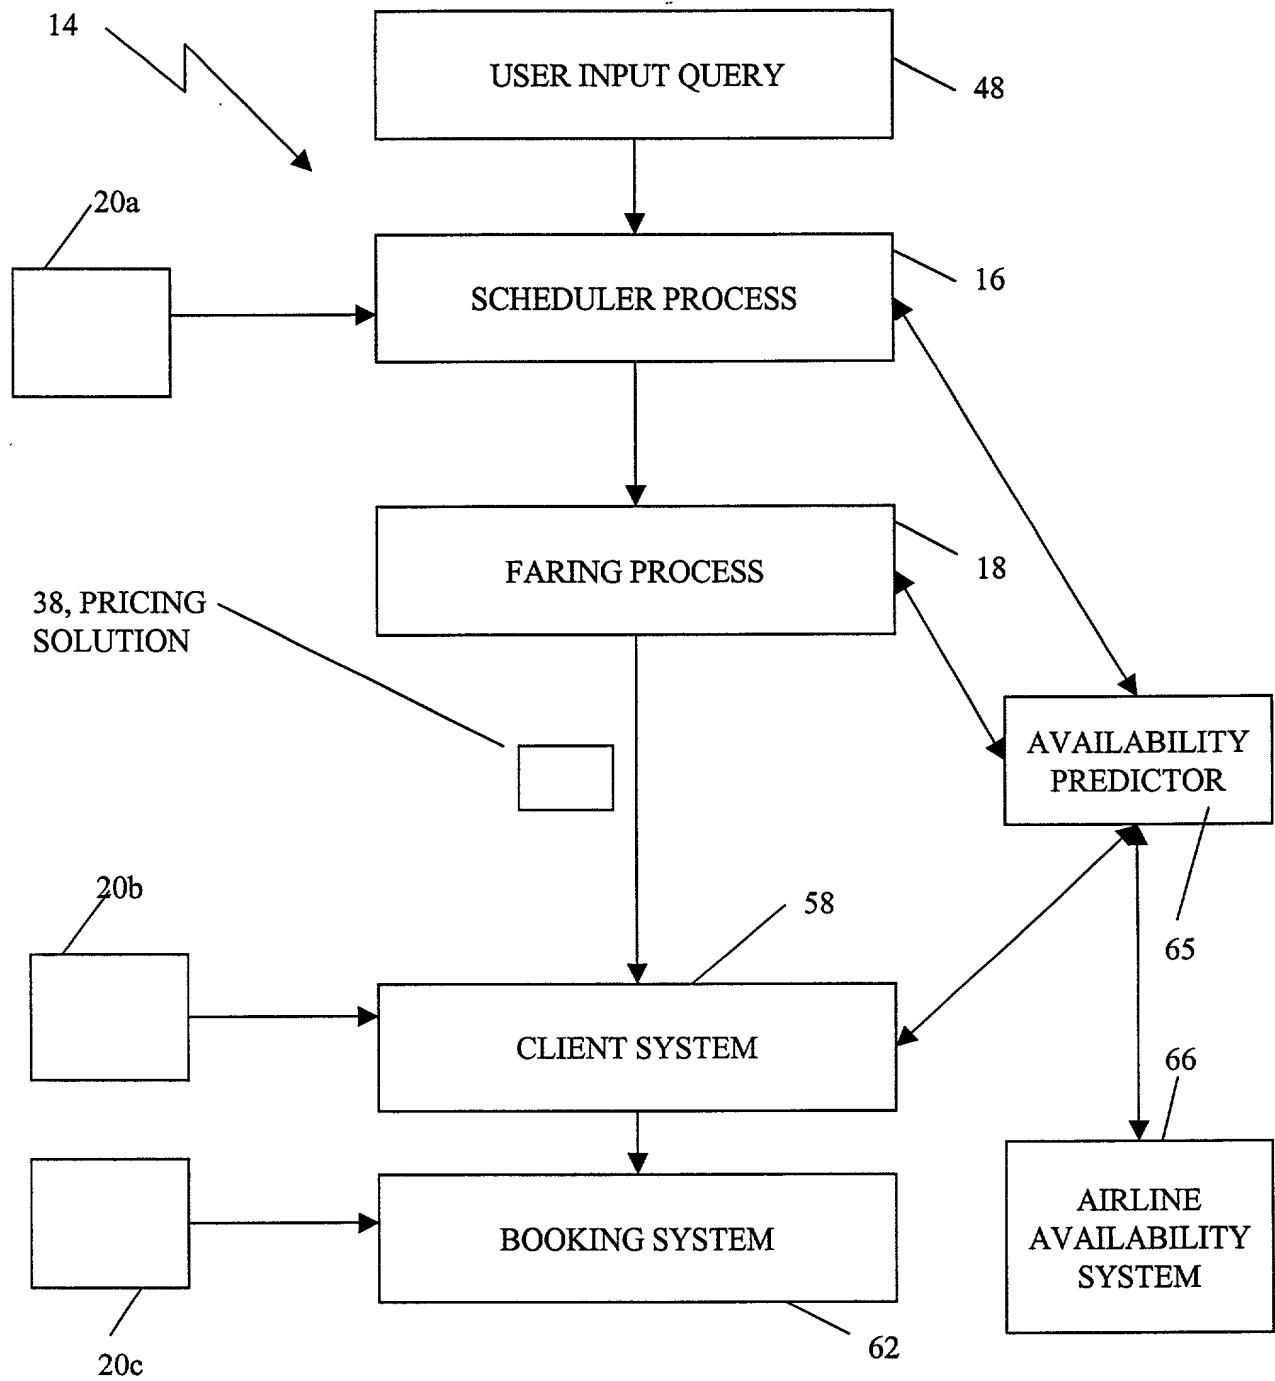 14
USER INPUT QUERY
48
20a
16
SCHEDULER PROCESS
FARING PROCESS
18
38, PRICING
SOLUTION
AVAILABILITY
PREDICTOR
20b
58
65
CLIENT SYSTEM
66
AIRLINE
AVAILABILITY
SYSTEM
BOOKING SYSTEM
62
20c